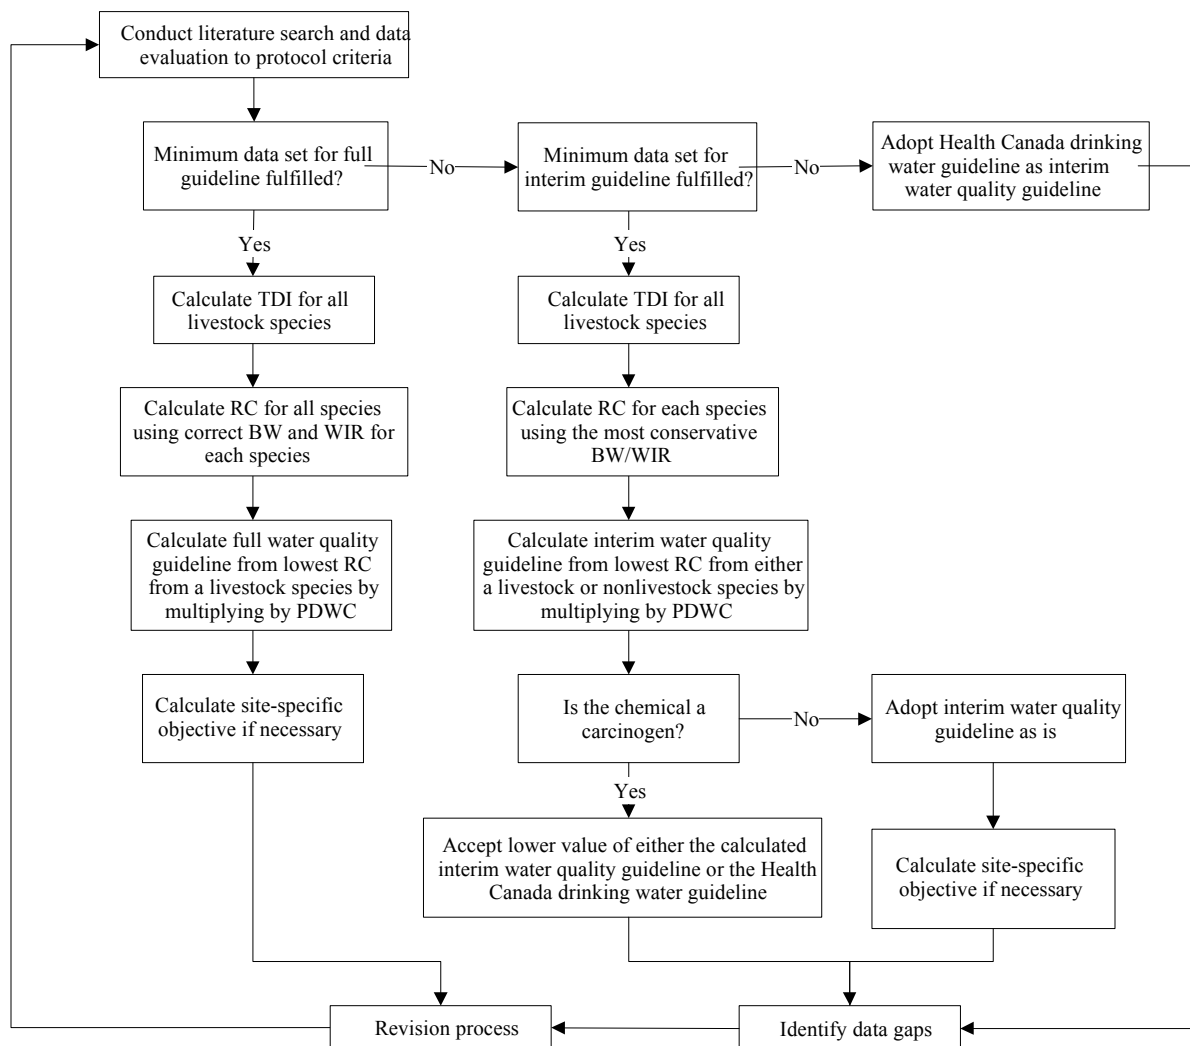 Conduct literature search and data
evaluation to protocol criteria
Minimum data set for full
guideline fulfilled?
No
Minimum data set for
interim guideline fulfilled?
No
Adopt Health Canada drinking
water guideline as interim
water quality guideline
Yes
Yes
Calculate TDI for all
livestock species
Calculate TDI for all
livestock species
Calculate RC for all species
using correct BW and WIR for
each species
Calculate RC for each species
using the most conservative
BW/WIR
Calculate full water quality
guideline from lowest RC
from a livestock species by
multiplying by PDWC
Calculate interim water quality
guideline from lowest RC from either
a livestock or nonlivestock species by
multiplying by PDWC
Calculate site-specific
objective if necessary
Is the chemical a
carcinogen?
No
Adopt interim water quality
guideline as is
Yes
Accept lower value of either the calculated
interim water quality guideline or the Health
Canada drinking water guideline
Calculate site-specific
objective if necessary
Revision process
Identify data gaps